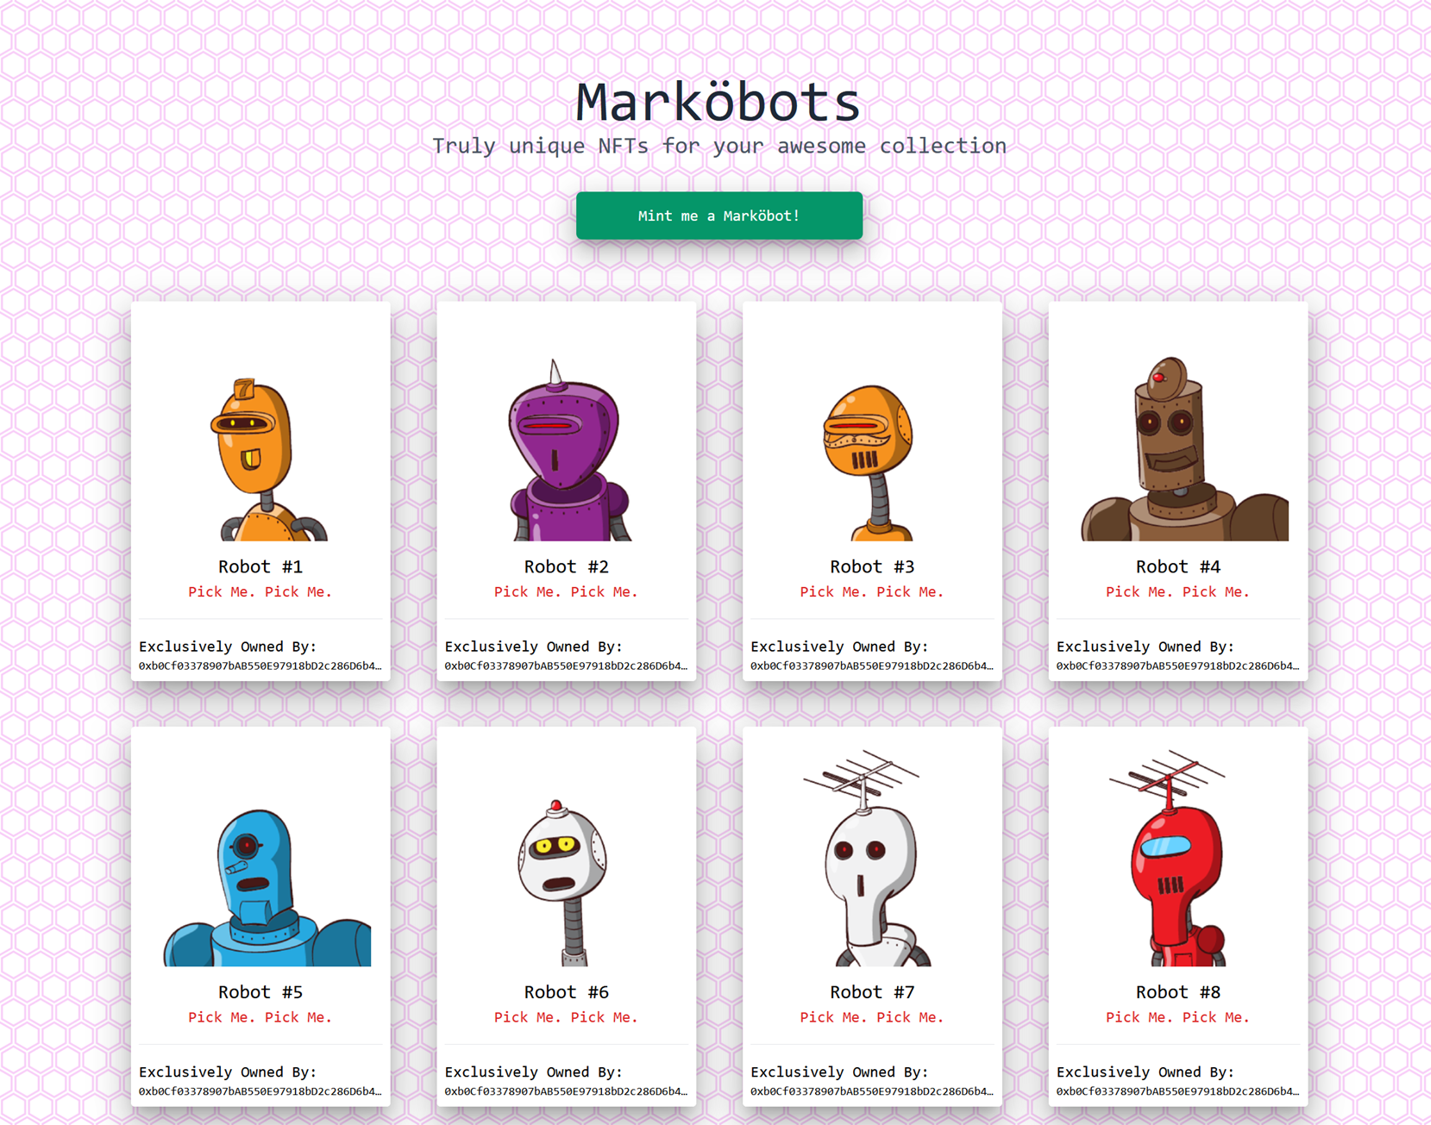 Marköbots
Truly unique NFTs for your awesome collection
Mint me a Marköbot!
7
Robot #1
Pick Me. Pick Me.
Exclusively Owned By:
0xb0Cf03378907bAB550E97918bD2c286D6b4…
Robot #2
Pick Me. Pick Me.
Exclusively Owned By:
0xb0Cf03378907bAB550E97918bD2c286D6b4…
Robot #3
Pick Me. Pick Me.
Exclusively Owned By:
0xb0Cf03378907bAB550E97918bD2c286D6b4…
Robot #4
Pick Me. Pick Me.
Exclusively Owned By:
0xb0Cf03378907bAB550E97918bD2c286D6b4…
Robot #5
Pick Me. Pick Me.
Exclusively Owned By:
0xb0Cf03378907bAB550E97918bD2c286D6b4…
Robot #6
Pick Me. Pick Me.
Exclusively Owned By:
0xb0Cf03378907bAB550E97918bD2c286D6b4…
Robot #7
Pick Me. Pick Me.
Exclusively Owned By:
0xb0Cf03378907bAB550E97918bD2c286D6b4…
Robot #8
Pick Me. Pick Me.
Exclusively Owned By:
0xb0Cf03378907bAB550E97918bD2c286D6b4…